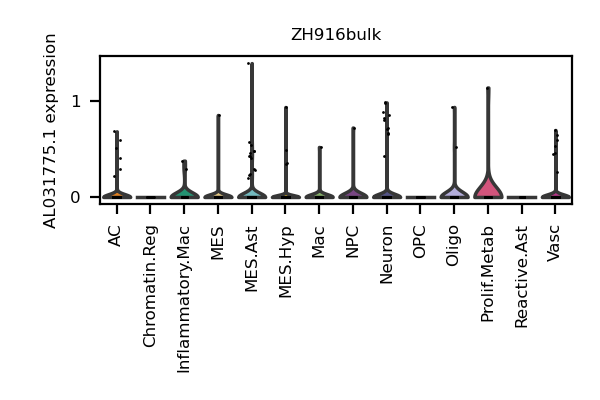 ZH916bulk
AL031775.1 expression
1
0
AC
Chromatin.Reg
Inflammatory.Mac
MES
MES.Ast
MES.Hyp
Mac
NPC
Neuron
OPC
Oligo
Prolif.Metab
Reactive.Ast
Vasc